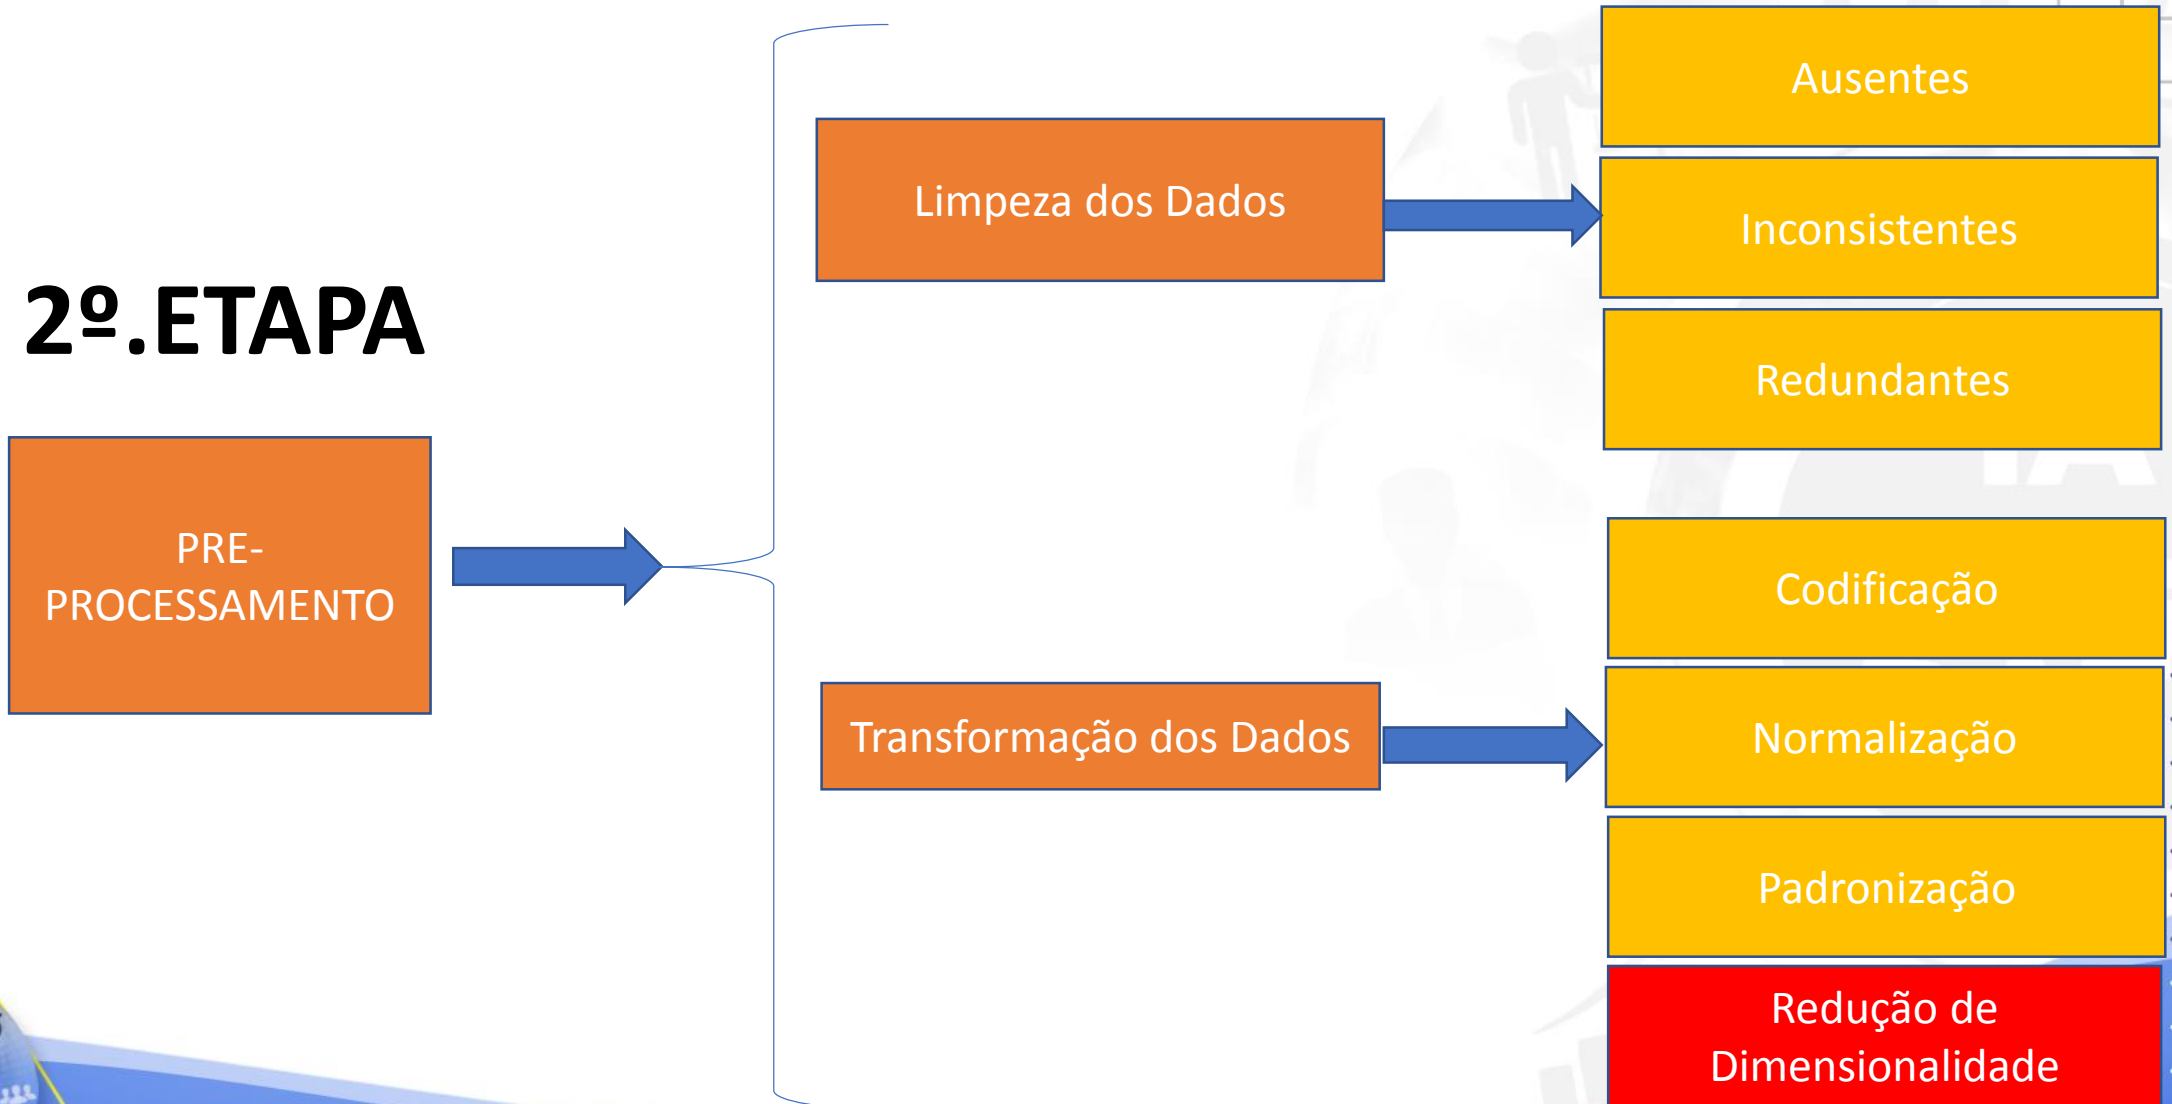 2º.ETAPA
PRE-
PROCESSAMENTO
Limpeza dos Dados
Ausentes
Inconsistentes
Redundantes
Transformação dos Dados
Codificação
Normalização
Padronização
Redução de
Dimensionalidade
IA